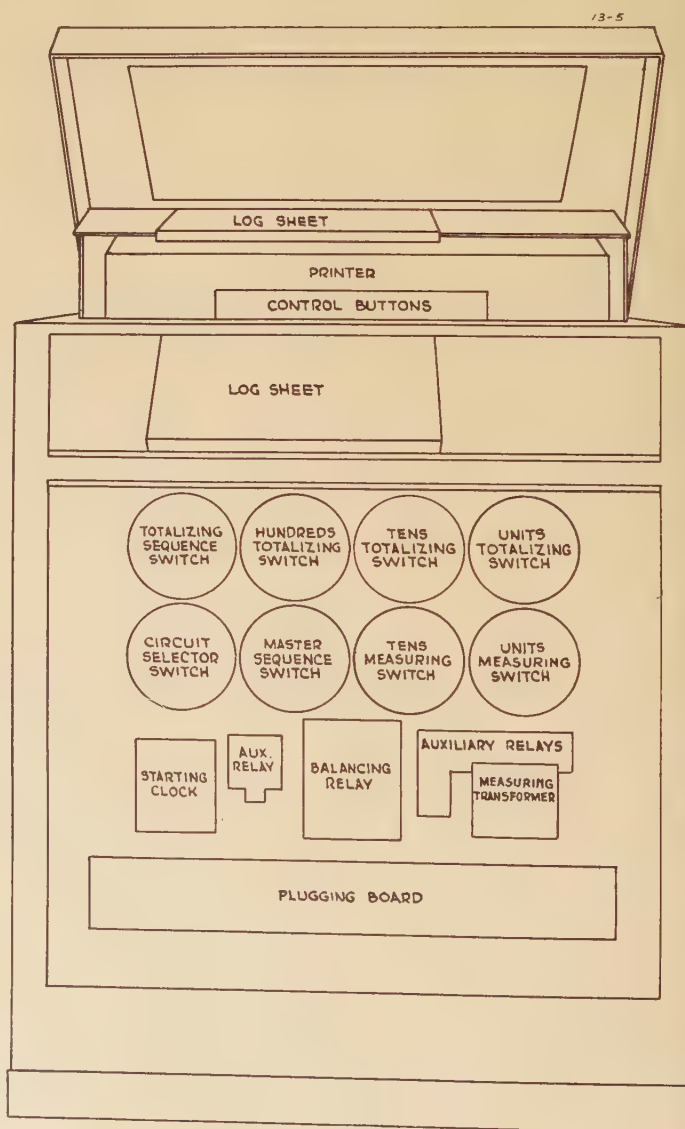 13-5
LOG SHEET
PRINTER
CONTROL BUTTONS
LOG SHEET
TOTALIZING
SEQUENCE
SWITCH
HUNDREDS
TOTALIZING
SWITCH
TENS
TOTALIZING
SWITCH
UNITS
TOTALIZING
SWITCH
CIRCUIT
SELECTOR
SWITCH
MASTER
SEQUENCE
SWITCH
TENS
MEASURING
SWITCH
UNITS
MEASURING
SWITCH
STARTING
CLOCK
AUX.
RELAY
BALANCING
RELAY
AUXILIARY RELAYS
MEASURING
TRANSFORMER
PLUGGING BOARD